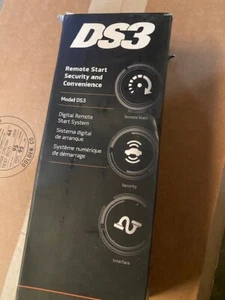 DS3
Remote Start
Security and
Convenience
Model DS3
Digital Remote
Start System
Sistema digital
de arranque
Système numérique
de démarrage
Remote Start
Security
Interface